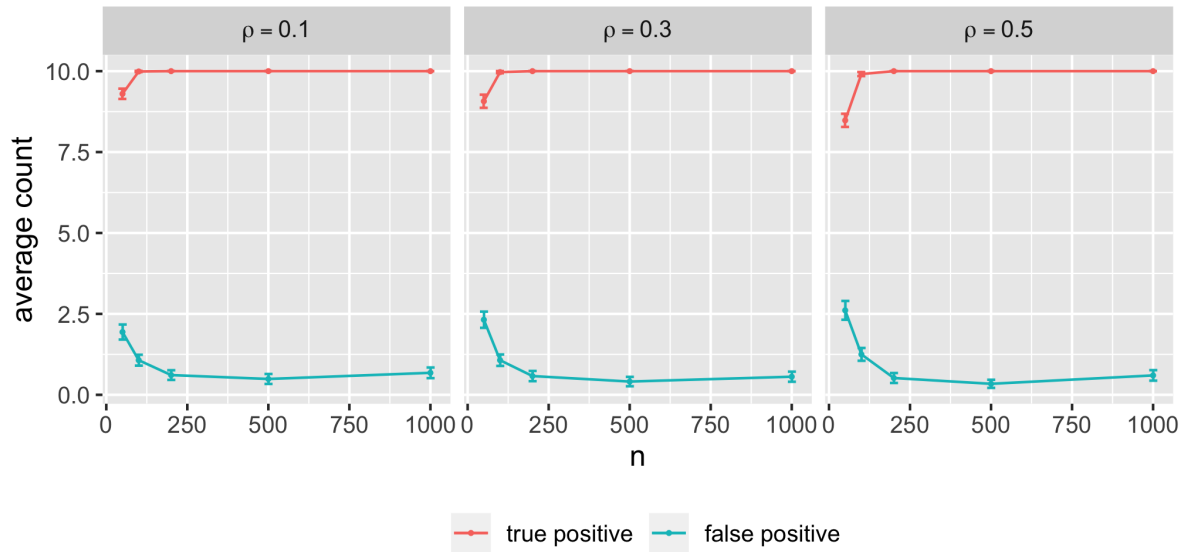 ρ = 0.1
ρ = 0.3
ρ = 0.5
average count
10.0
7.5
5.0
2.5
0.0
0 250 500 750 1000
0 250 500 750 1000
0 250 500 750 1000
n
true positive false positive